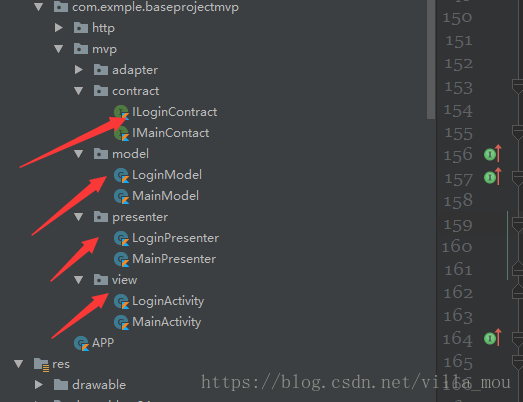 com.exmple.baseprojectmvp
http
mvp
adapter
contract
ILoginContract
IMainContact
model
LoginModel
MainModel
presenter
LoginPresenter
MainPresenter
view
LoginActivity
MainActivity
APP
res
drawable
150
151
152
153
154
155
156
157
158
159
160
161
162
163
164
165
166
https://blog.csdn.net/villa_mou